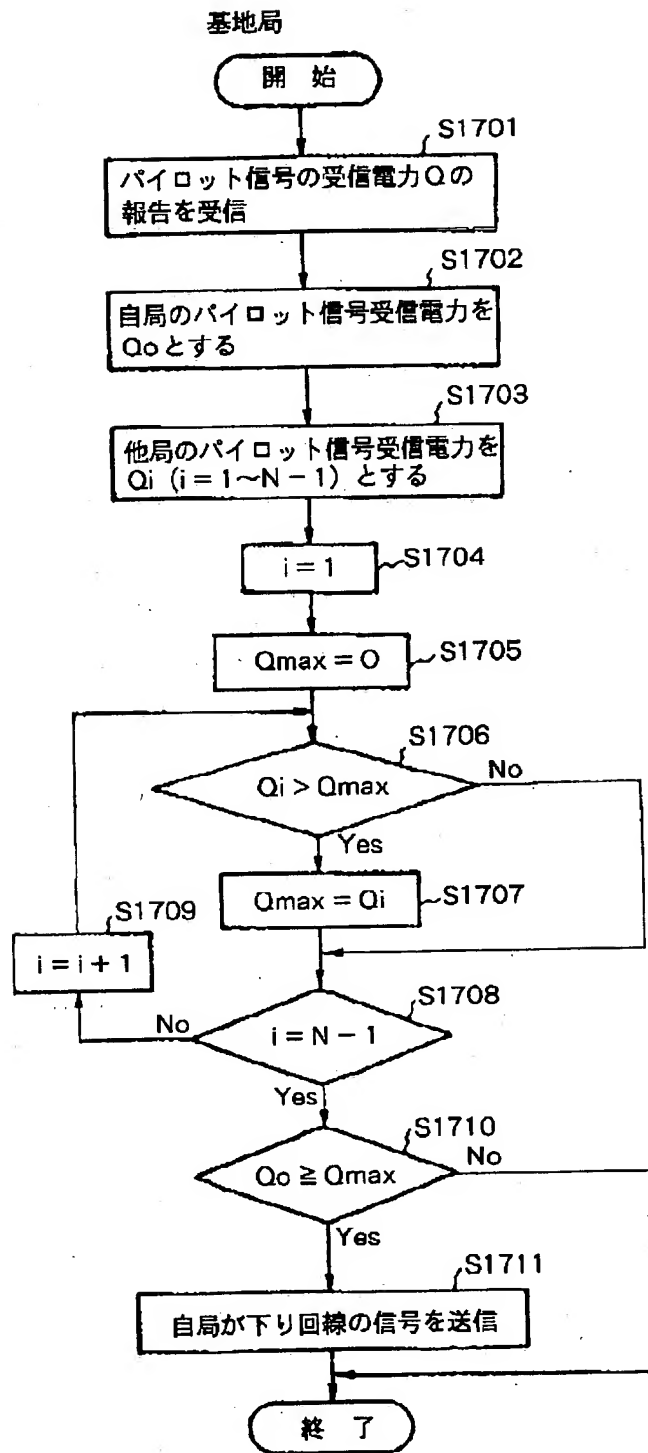 基地局
開 始
S1701
パイロット信号の受信電力Qの
報告を受信
S1702
自局のパイロット信号受信電力を
Qoとする
S1703
他局のパイロット信号受信電力を
Qi (i=1～N-1) とする
i=1
S1704
Qmax=0
S1705
S1706
Qi > Qmax
No
Yes
Qmax = Qi
S1707
S1709
i=i+1
S1708
No
i=N-1
Yes
S1710
Qo ≧ Qmax
No
Yes
S1711
自局が下り回線の信号を送信
終 了